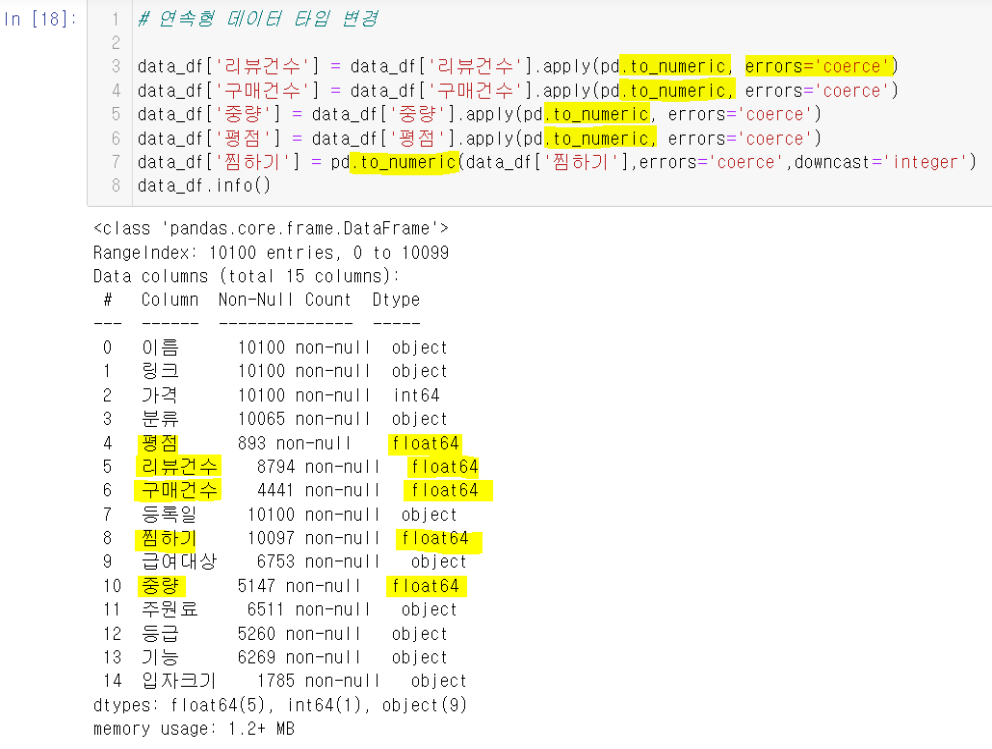 In [18]:
1 # 연속형 데이터 타입 변경
2
3 data_df['리뷰건수'] = data_df['리뷰건수'].apply(pd.to_numeric, errors='coerce')
4 data_df['구매건수'] = data_df['구매건수'].apply(pd.to_numeric, errors='coerce')
5 data_df['중량'] = data_df['중량'].apply(pd.to_numeric, errors='coerce')
6 data_df['평점'] = data_df['평점'].apply(pd.to_numeric, errors='coerce')
7 data_df['찜하기'] = pd.to_numeric(data_df['찜하기'],errors='coerce',downcast='integer')
8 data_df.info()
<class 'pandas.core.frame.DataFrame'>
RangeIndex: 10100 entries, 0 to 10099
Data columns (total 15 columns):
# Column Non-Null Count Dtype
--- ------ -------------- -----
0 이름 10100 non-null object
1 링크 10100 non-null object
2 가격 10100 non-null int64
3 분류 10065 non-null object
4 평점 893 non-null float64
5 리뷰건수 8794 non-null float64
6 구매건수 4441 non-null float64
7 등록일 10100 non-null object
8 찜하기 10097 non-null float64
9 급여대상 6753 non-null object
10 중량 5147 non-null float64
11 주원료 6511 non-null object
12 등급 5260 non-null object
13 기능 6269 non-null object
14 입자크기 1785 non-null object
dtypes: float64(5), int64(1), object(9)
memory usage: 1.2+ MB